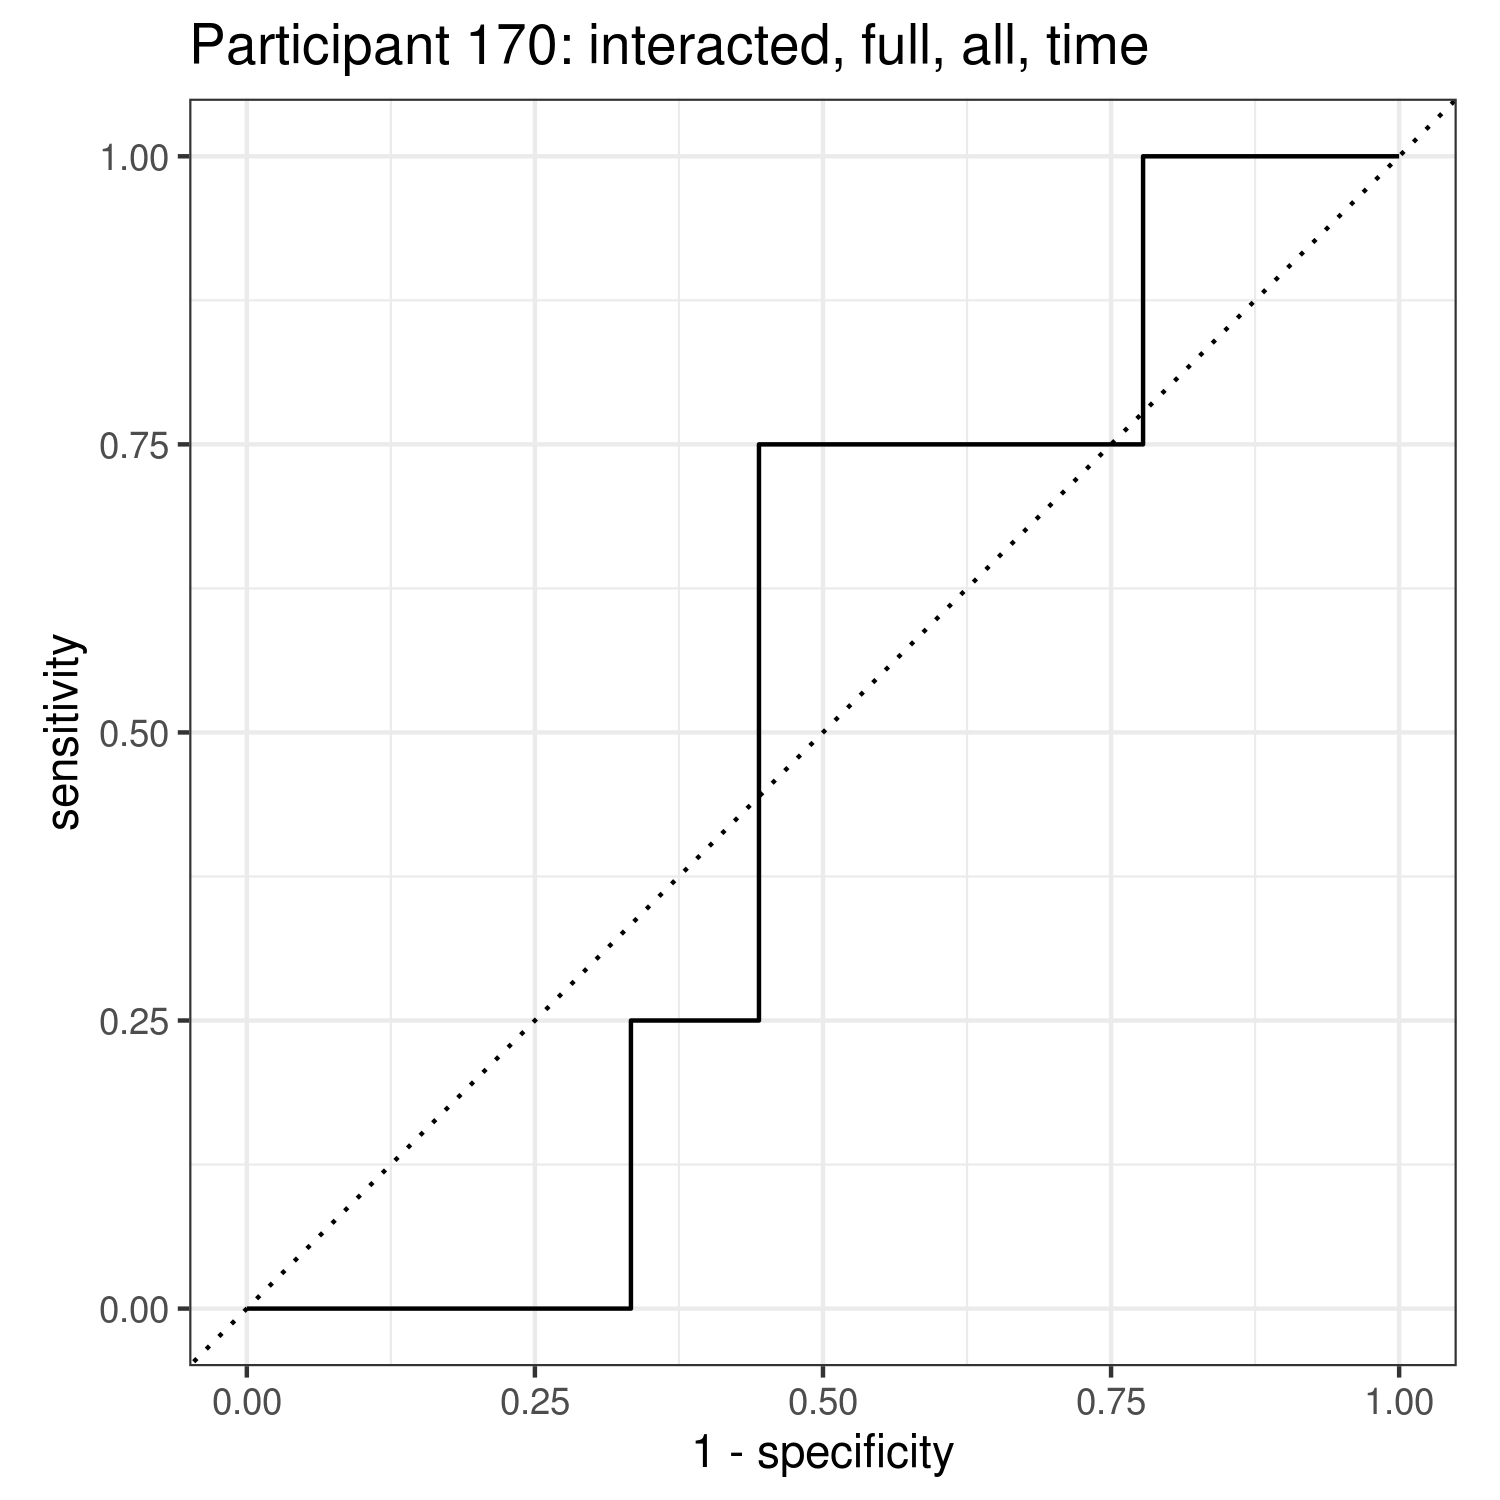 Participant 170: interacted, full, all, time
sensitivity
1.00
0.75
0.50
0.25
0.00
0.00 0.25 0.50 0.75 1.00
1 - specificity